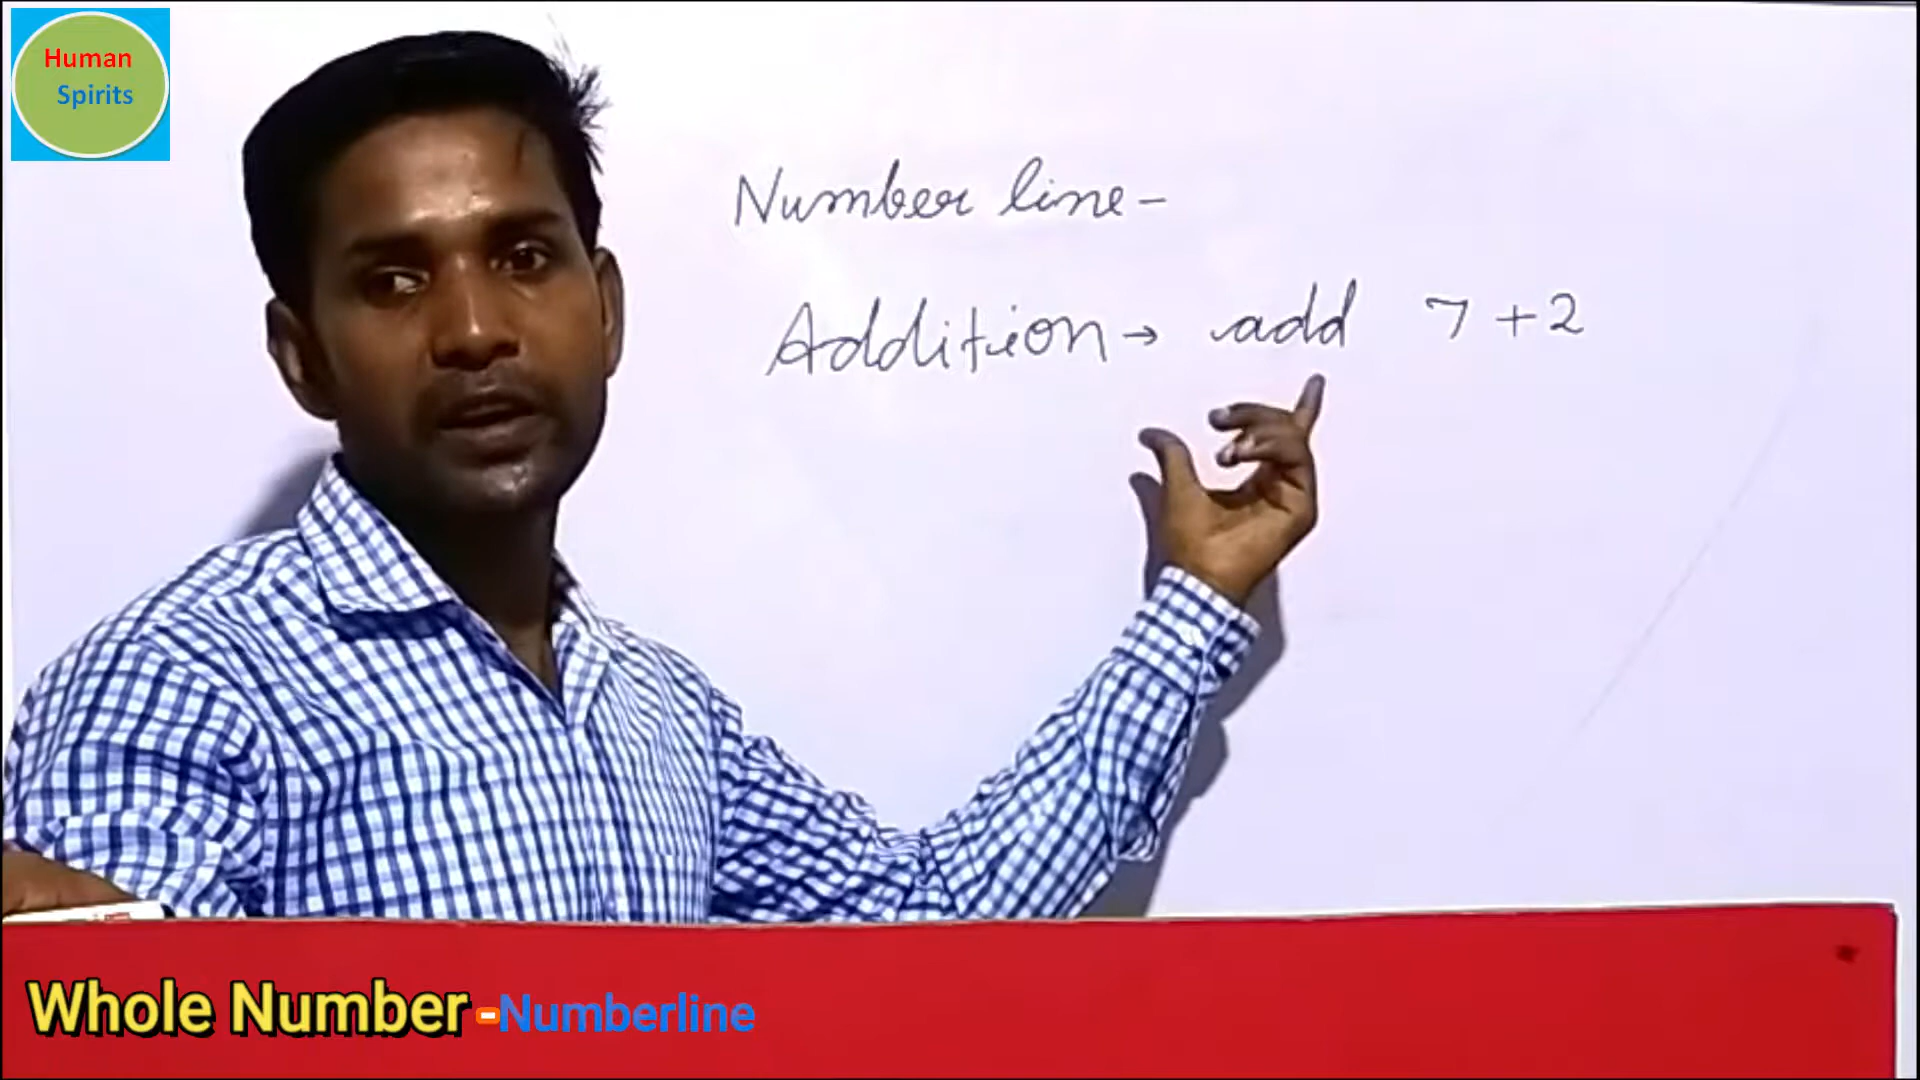 Human
Spirits
Number line -
Addition → add 7 + 2
Whole Number - Numberline